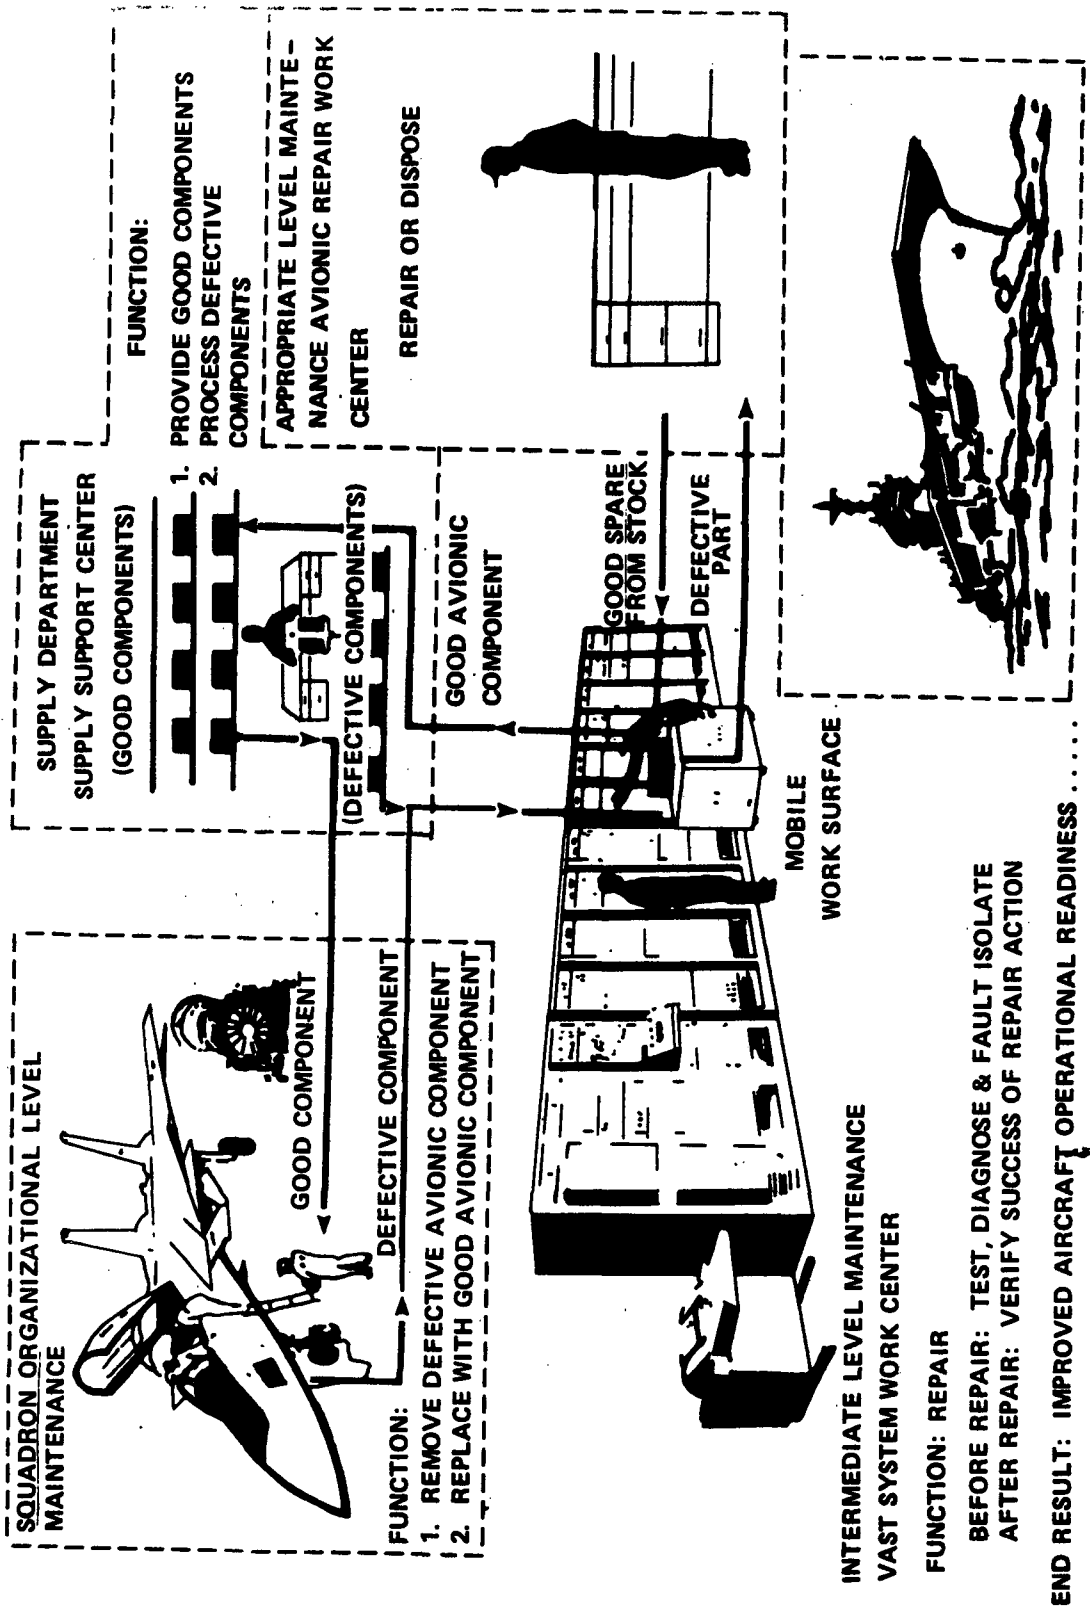 SQUADRON ORGANIZATIONAL LEVEL
MAINTENANCE
GOOD COMPONENT
DEFECTIVE COMPONENT
FUNCTION:
1. REMOVE DEFECTIVE AVIONIC COMPONENT
2. REPLACE WITH GOOD AVIONIC COMPONENT
SUPPLY DEPARTMENT
SUPPLY SUPPORT CENTER
(GOOD COMPONENTS)
(DEFECTIVE COMPONENTS)
FUNCTION:
1. PROVIDE GOOD COMPONENTS
2. PROCESS DEFECTIVE
COMPONENTS
APPROPRIATE LEVEL MAINTE-
NANCE AVIONIC REPAIR WORK
CENTER
REPAIR OR DISPOSE
GOOD AVIONIC
COMPONENT
GOOD SPARE
FROM STOCK
DEFECTIVE
PART
MOBILE
WORK SURFACE
INTERMEDIATE LEVEL MAINTENANCE
VAST SYSTEM WORK CENTER
FUNCTION: REPAIR
BEFORE REPAIR: TEST, DIAGNOSE & FAULT ISOLATE
AFTER REPAIR: VERIFY SUCCESS OF REPAIR ACTION
END RESULT: IMPROVED AIRCRAFT OPERATIONAL READINESS . . . . .